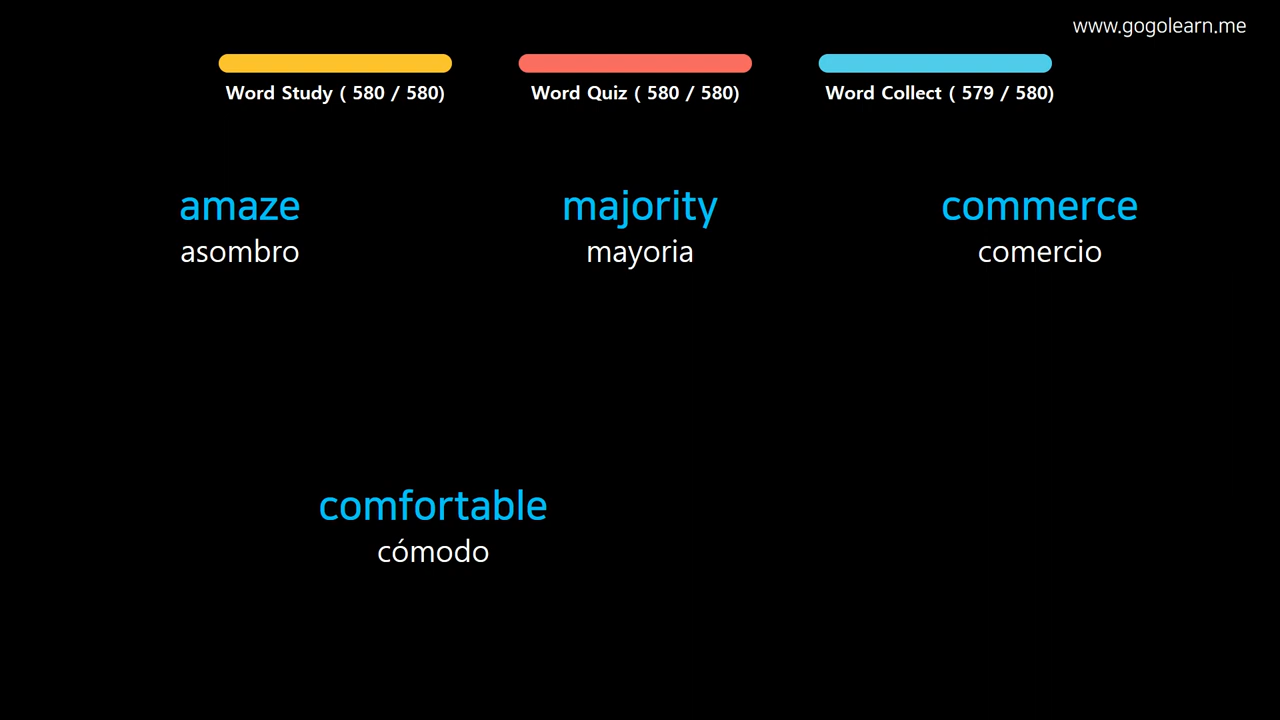 www.gogolearn.me
Word Study ( 580 / 580)
Word Quiz ( 580 / 580)
Word Collect ( 579 / 580)
amaze
asombro
majority
mayoria
commerce
comercio
comfortable
cómodo